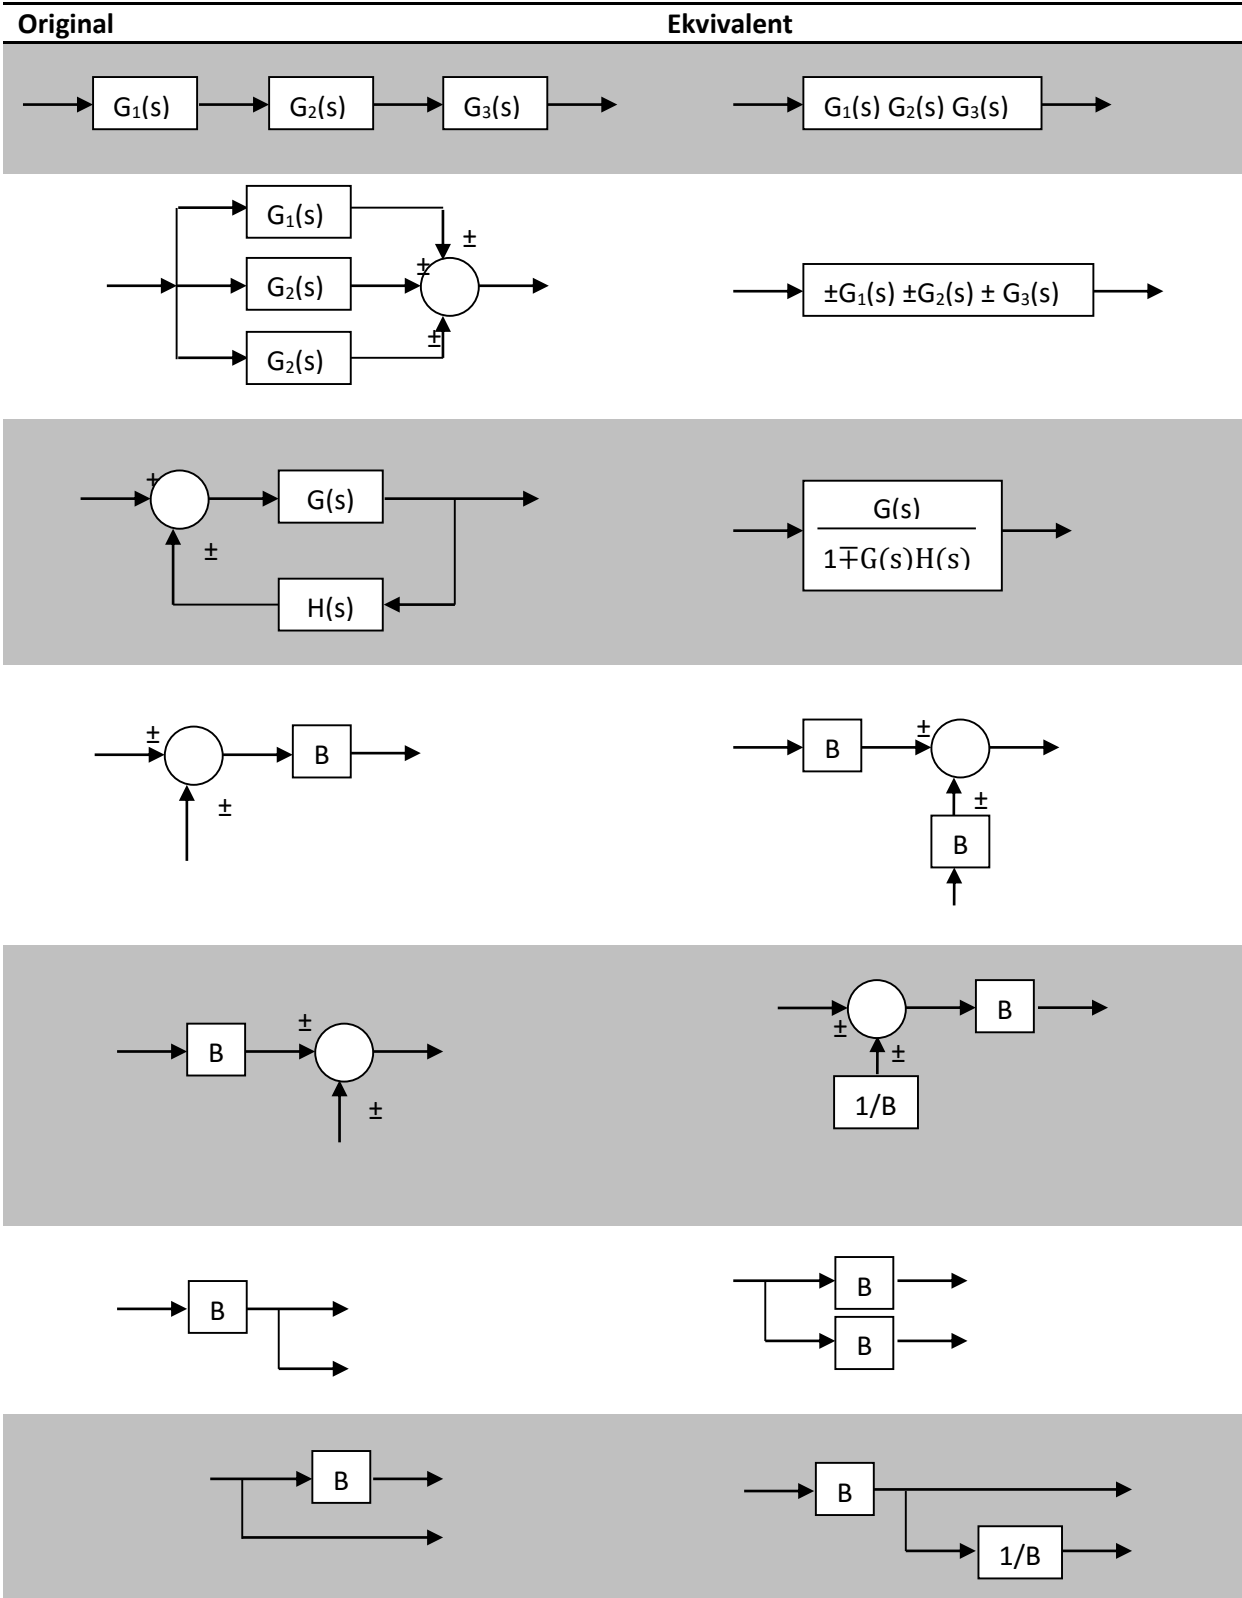 Original Ekvivalent
G₁(s) G₂(s) G₃(s) G₁(s) G₂(s) G₃(s)
G₁(s)
±
±
G₂(s) ±G₁(s) ±G₂(s) ± G₃(s)
±
G₂(s)
+
G(s) G(s)
± 1∓G(s)H(s)
H(s)
± B B ±
± ±
B
± B
B ± ±
± 1/B
B B
B
B B
1/B